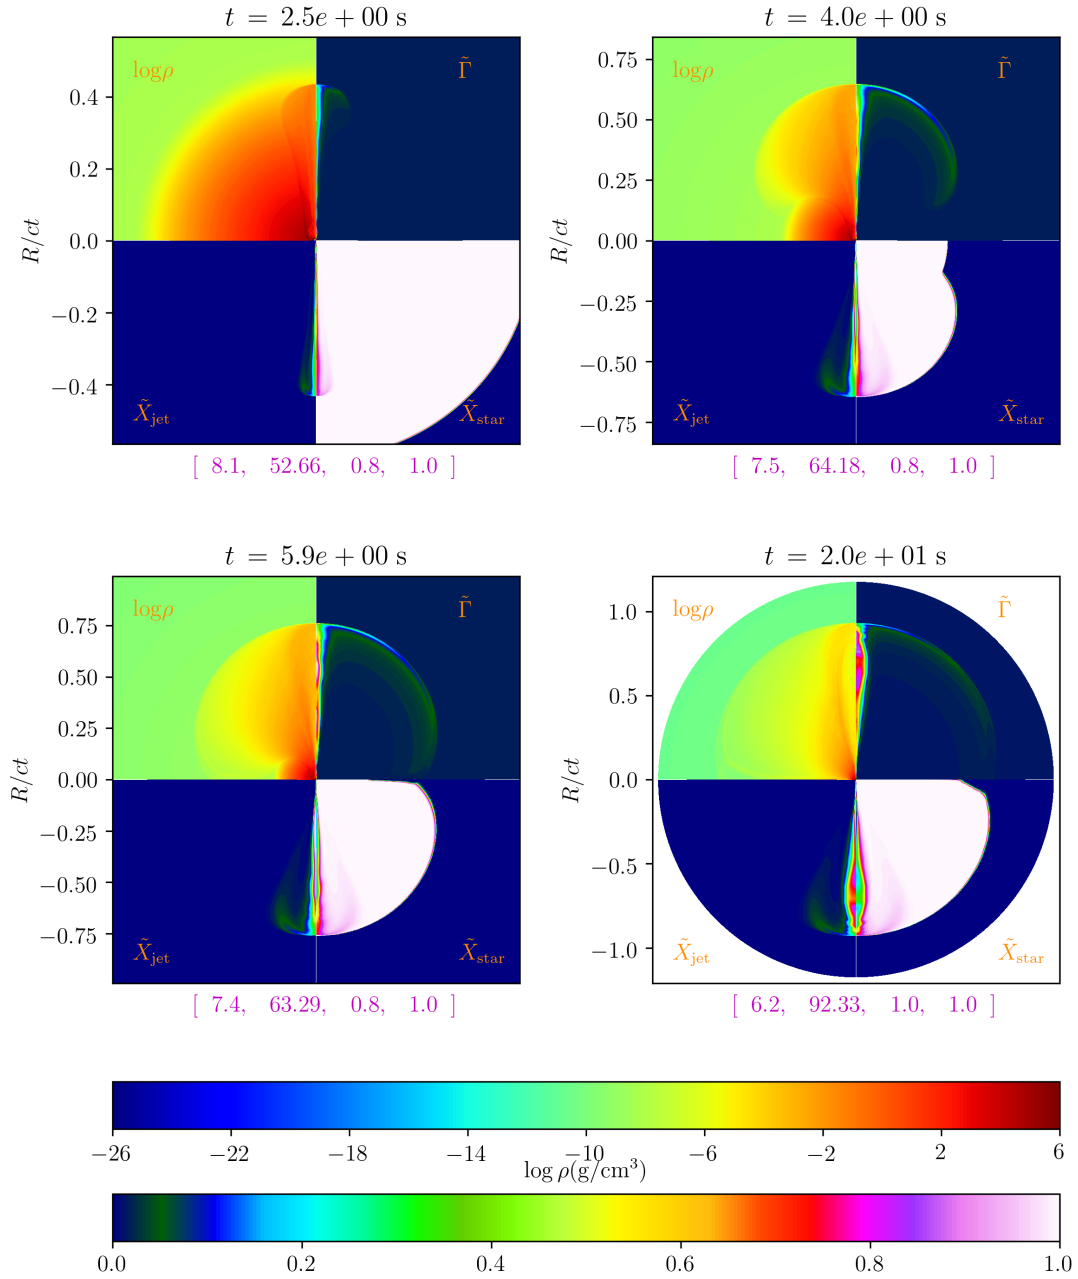 t = 2.5e + 00 s
t = 4.0e + 00 s
logρ
Γ̃
logρ
Γ̃
0.4
0.2
0.0
−0.2
−0.4
R/ct
0.75
0.50
0.25
0.00
−0.25
−0.50
−0.75
R/ct
X̃jet
X̃star
X̃jet
X̃star
[ 8.1, 52.66, 0.8, 1.0 ]
[ 7.5, 64.18, 0.8, 1.0 ]
t = 5.9e + 00 s
t = 2.0e + 01 s
logρ
Γ̃
logρ
Γ̃
0.75
0.50
0.25
0.00
−0.25
−0.50
−0.75
R/ct
1.0
0.5
0.0
−0.5
−1.0
R/ct
X̃jet
X̃star
X̃jet
X̃star
[ 7.4, 63.29, 0.8, 1.0 ]
[ 6.2, 92.33, 1.0, 1.0 ]
−26 −22 −18 −14 −10 −6 −2 2 6
log ρ(g/cm³)
0.0 0.2 0.4 0.6 0.8 1.0